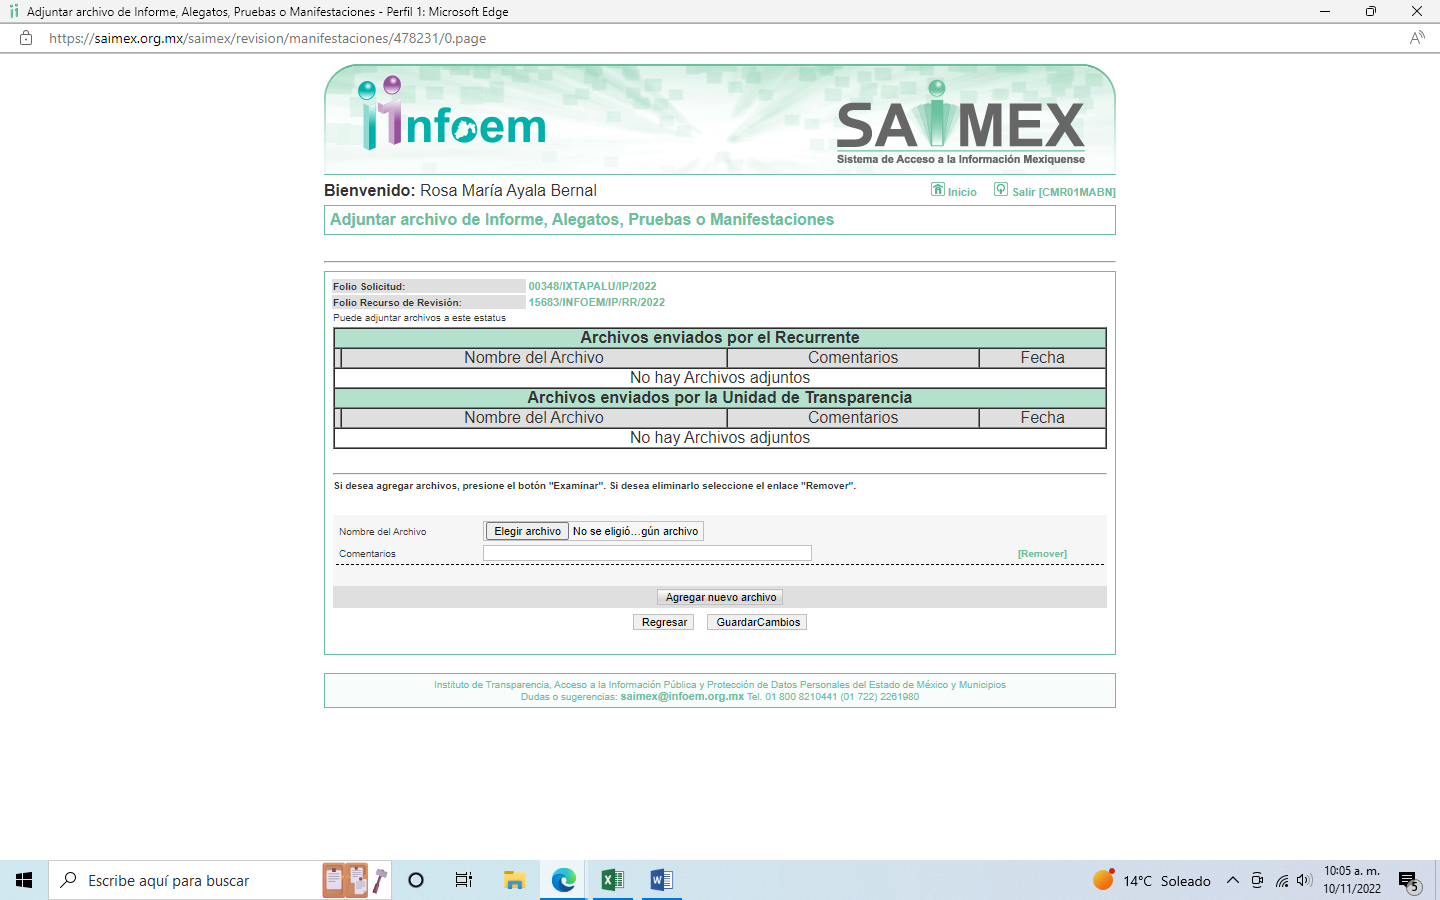 Adjuntar archivo de Informe, Alegatos, Pruebas o Manifestaciones - Perfil 1: Microsoft Edge
https://saimex.org.mx/saimex/revision/manifestaciones/478231/0.page
infoem
SAIMEX
Sistema de Acceso a la Información Mexiquense
Bienvenido: Rosa María Ayala Bernal
Inicio Salir [CMR01MABN]
Adjuntar archivo de Informe, Alegatos, Pruebas o Manifestaciones
Folio Solicitud: 00348/IXTAPALU/IP/2022
Folio Recurso de Revisión: 15683/INFOEM/IP/RR/2022
Puede adjuntar archivos a este estatus
Archivos enviados por el Recurrente
Nombre del Archivo Comentarios Fecha
No hay Archivos adjuntos
Archivos enviados por la Unidad de Transparencia
Nombre del Archivo Comentarios Fecha
No hay Archivos adjuntos
Si desea agregar archivos, presione el botón "Examinar". Si desea eliminarlo seleccione el enlace "Remover".
Nombre del Archivo Elegir archivo No se eligió...gún archivo
Comentarios [Remover]
Agregar nuevo archivo
Regresar GuardarCambios
Instituto de Transparencia, Acceso a la Información Pública y Protección de Datos Personales del Estado de México y Municipios
Dudas o sugerencias: saimex@infoem.org.mx Tel. 01 800 8210441 (01 722) 2261980
Escribe aquí para buscar
14°C Soleado
10:05 a. m.
10/11/2022
5